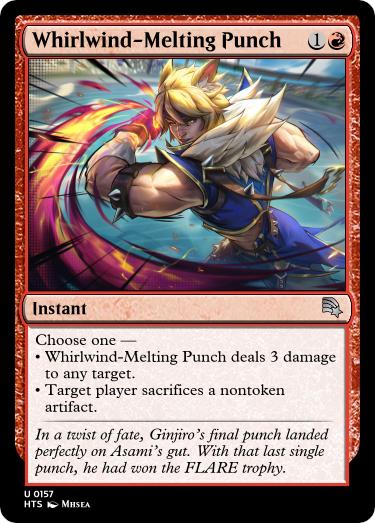 Whirlwind-Melting Punch 1
Instant
Choose one —
• Whirlwind-Melting Punch deals 3 damage
to any target.
• Target player sacrifices a nontoken
artifact.
In a twist of fate, Ginjiro's final punch landed
perfectly on Asami's gut. With that last single
punch, he had won the FLARE trophy.
U 0157
HTS Mhsea